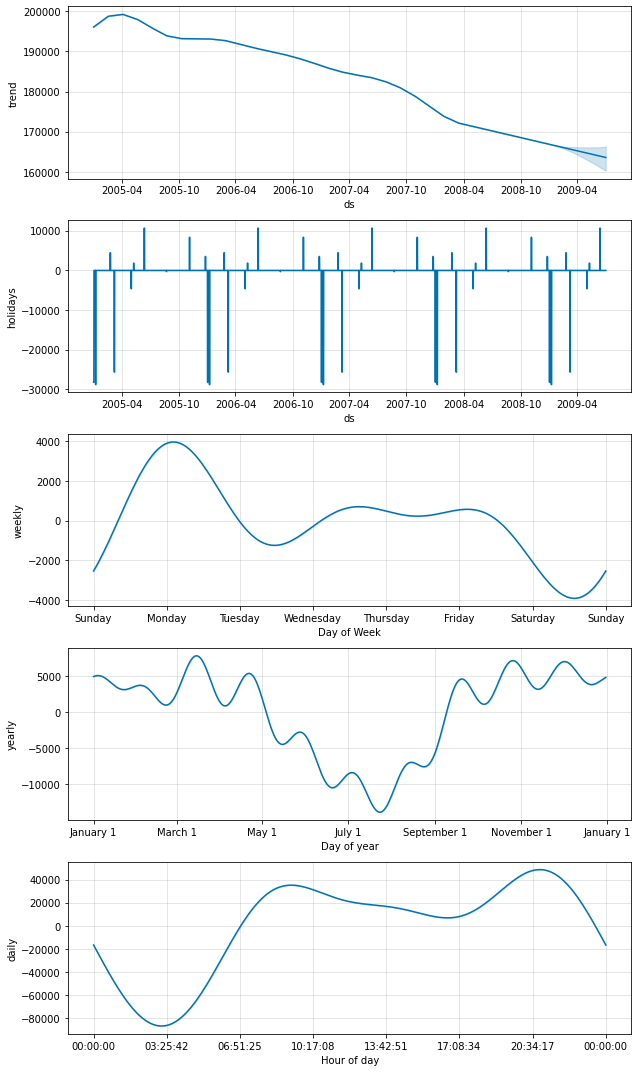 200000
190000
180000
170000
160000
trend
2005-04 2005-10 2006-04 2006-10 2007-04 2007-10 2008-04 2008-10 2009-04
ds
10000
0
−10000
−20000
−30000
holidays
2005-04 2005-10 2006-04 2006-10 2007-04 2007-10 2008-04 2008-10 2009-04
ds
4000
2000
0
−2000
−4000
weekly
Sunday Monday Tuesday Wednesday Thursday Friday Saturday Sunday
Day of Week
5000
0
−5000
−10000
yearly
January 1 March 1 May 1 July 1 September 1 November 1 January 1
Day of year
40000
20000
0
−20000
−40000
−60000
−80000
daily
00:00:00 03:25:42 06:51:25 10:17:08 13:42:51 17:08:34 20:34:17 00:00:00
Hour of day